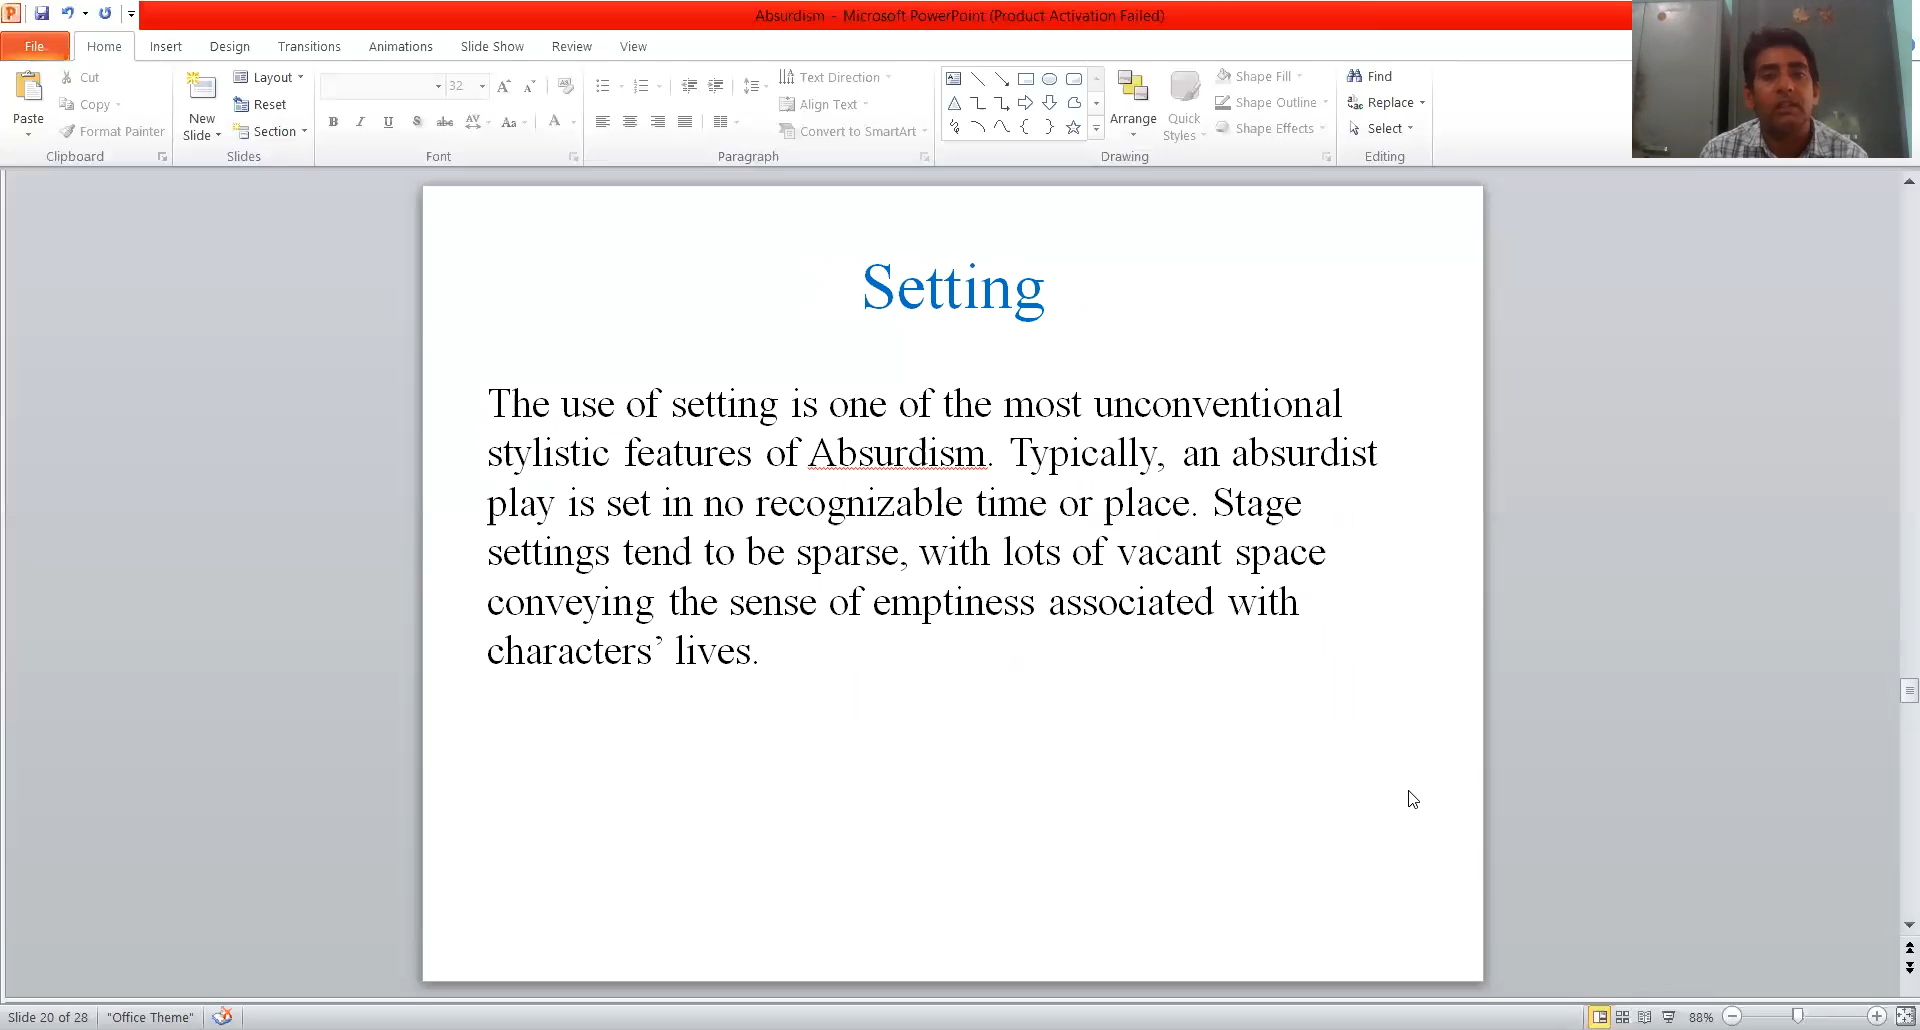 Absurdism - Microsoft PowerPoint (Product Activation Failed)
File Home Insert Design Transitions Animations Slide Show Review View
Paste
Cut
Copy
Format Painter
Clipboard
New Slide
Layout
Reset
Section
Slides
32
B I U S abc AV Aa A
Font
Text Direction
Align Text
Convert to SmartArt
Paragraph
Arrange
Quick Styles
Shape Fill
Shape Outline
Shape Effects
Drawing
Find
Replace
Select
Editing
Setting
The use of setting is one of the most unconventional
stylistic features of Absurdism. Typically, an absurdist
play is set in no recognizable time or place. Stage
settings tend to be sparse, with lots of vacant space
conveying the sense of emptiness associated with
characters’ lives.
Slide 20 of 28 "Office Theme" 88%